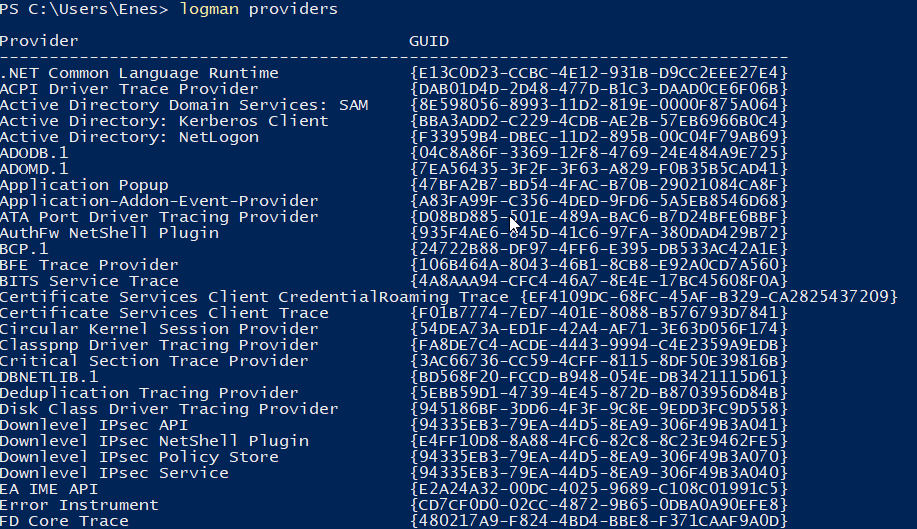 PS C:\Users\Enes> logman providers
Provider GUID
-------------------------------------------------------------------------------
.NET Common Language Runtime {E13C0D23-CCBC-4E12-931B-D9CC2EEE27E4}
ACPI Driver Trace Provider {DAB01D4D-2D48-477D-B1C3-DAAD0CE6F06B}
Active Directory Domain Services: SAM {8E598056-8993-11D2-819E-0000F875A064}
Active Directory: Kerberos Client {BBA3ADD2-C229-4CDB-AE2B-57EB6966B0C4}
Active Directory: NetLogon {F33959B4-DBEC-11D2-895B-00C04F79AB69}
ADODB.1 {04C8A86F-3369-12F8-4769-24E484A9E725}
ADOMD.1 {7EA56435-3F2F-3F63-A829-F0B35B5CAD41}
Application Popup {47BFA2B7-BD54-4FAC-B70B-29021084CA8F}
Application-Addon-Event-Provider {A83FA99F-C356-4DED-9FD6-5A5EB8546D68}
ATA Port Driver Tracing Provider {D08BD885-501E-489A-BAC6-B7D24BFE6BBF}
AuthFw NetShell Plugin {935F4AE6-845D-41C6-97FA-380DAD429B72}
BCP.1 {24722B88-DF97-4FF6-E395-DB533AC42A1E}
BFE Trace Provider {106B464A-8043-46B1-8CB8-E92A0CD7A560}
BITS Service Trace {4A8AAA94-CFC4-46A7-8E4E-17BC45608F0A}
Certificate Services Client CredentialRoaming Trace {EF4109DC-68FC-45AF-B329-CA2825437209}
Certificate Services Client Trace {F01B7774-7ED7-401E-8088-B576793D7841}
Circular Kernel Session Provider {54DEA73A-ED1F-42A4-AF71-3E63D056F174}
Classpnp Driver Tracing Provider {FA8DE7C4-ACDE-4443-9994-C4E2359A9EDB}
Critical Section Trace Provider {3AC66736-CC59-4CFF-8115-8DF50E39816B}
DBNETLIB.1 {BD568F20-FCCD-B948-054E-DB3421115D61}
Deduplication Tracing Provider {5EBB59D1-4739-4E45-872D-B8703956D84B}
Disk Class Driver Tracing Provider {945186BF-3DD6-4F3F-9C8E-9EDD3FC9D558}
Downlevel IPsec API {94335EB3-79EA-44D5-8EA9-306F49B3A041}
Downlevel IPsec NetShell Plugin {E4FF10D8-8A88-4FC6-82C8-8C23E9462FE5}
Downlevel IPsec Policy Store {94335EB3-79EA-44D5-8EA9-306F49B3A070}
Downlevel IPsec Service {94335EB3-79EA-44D5-8EA9-306F49B3A040}
EA IME API {E2A24A32-00DC-4025-9689-C108C01991C5}
Error Instrument {CD7CF0D0-02CC-4872-9B65-0DBA0A90EFE8}
FD Core Trace {480217A9-F824-4BD4-BBE8-F371CAAF9A0D}